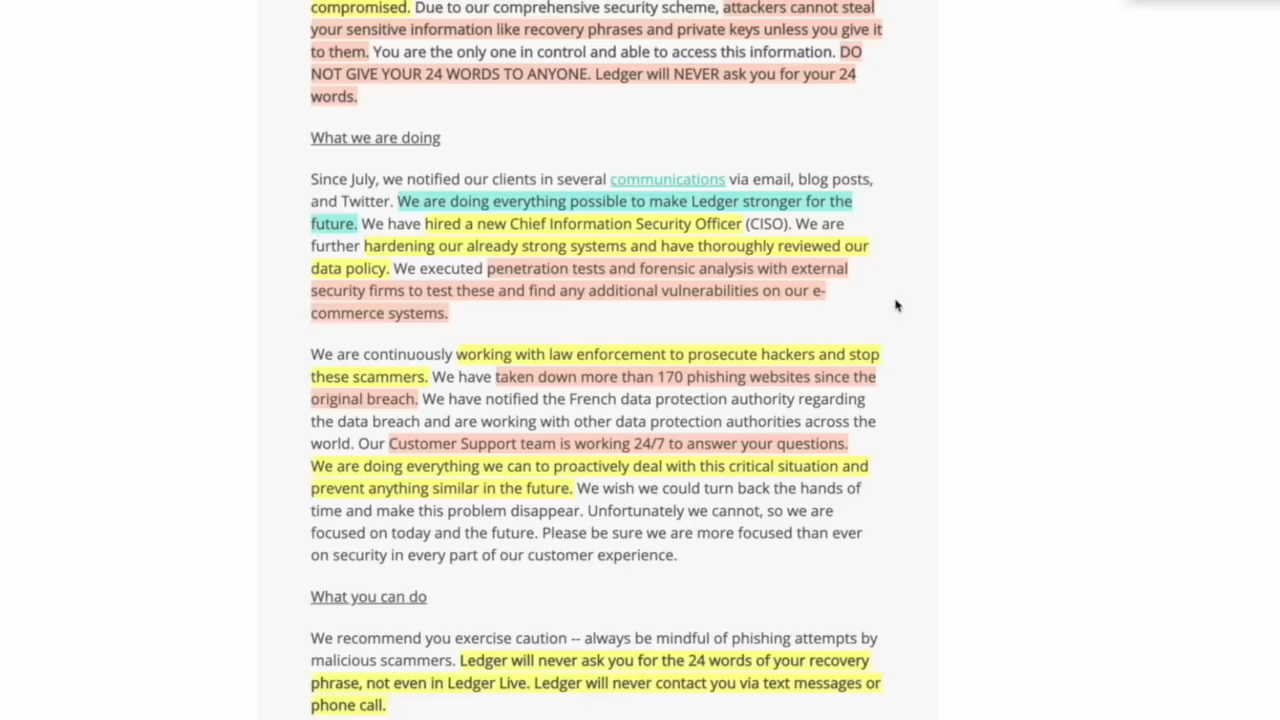 compromised. Due to our comprehensive security scheme, attackers cannot steal
your sensitive information like recovery phrases and private keys unless you give it
to them. You are the only one in control and able to access this information. DO
NOT GIVE YOUR 24 WORDS TO ANYONE. Ledger will NEVER ask you for your 24
words.
What we are doing
Since July, we notified our clients in several communications via email, blog posts,
and Twitter. We are doing everything possible to make Ledger stronger for the
future. We have hired a new Chief Information Security Officer (CISO). We are
further hardening our already strong systems and have thoroughly reviewed our
data policy. We executed penetration tests and forensic analysis with external
security firms to test these and find any additional vulnerabilities on our e-
commerce systems.
We are continuously working with law enforcement to prosecute hackers and stop
these scammers. We have taken down more than 170 phishing websites since the
original breach. We have notified the French data protection authority regarding
the data breach and are working with other data protection authorities across the
world. Our Customer Support team is working 24/7 to answer your questions.
We are doing everything we can to proactively deal with this critical situation and
prevent anything similar in the future. We wish we could turn back the hands of
time and make this problem disappear. Unfortunately we cannot, so we are
focused on today and the future. Please be sure we are more focused than ever
on security in every part of our customer experience.
What you can do
We recommend you exercise caution -- always be mindful of phishing attempts by
malicious scammers. Ledger will never ask you for the 24 words of your recovery
phrase, not even in Ledger Live. Ledger will never contact you via text messages or
phone call.